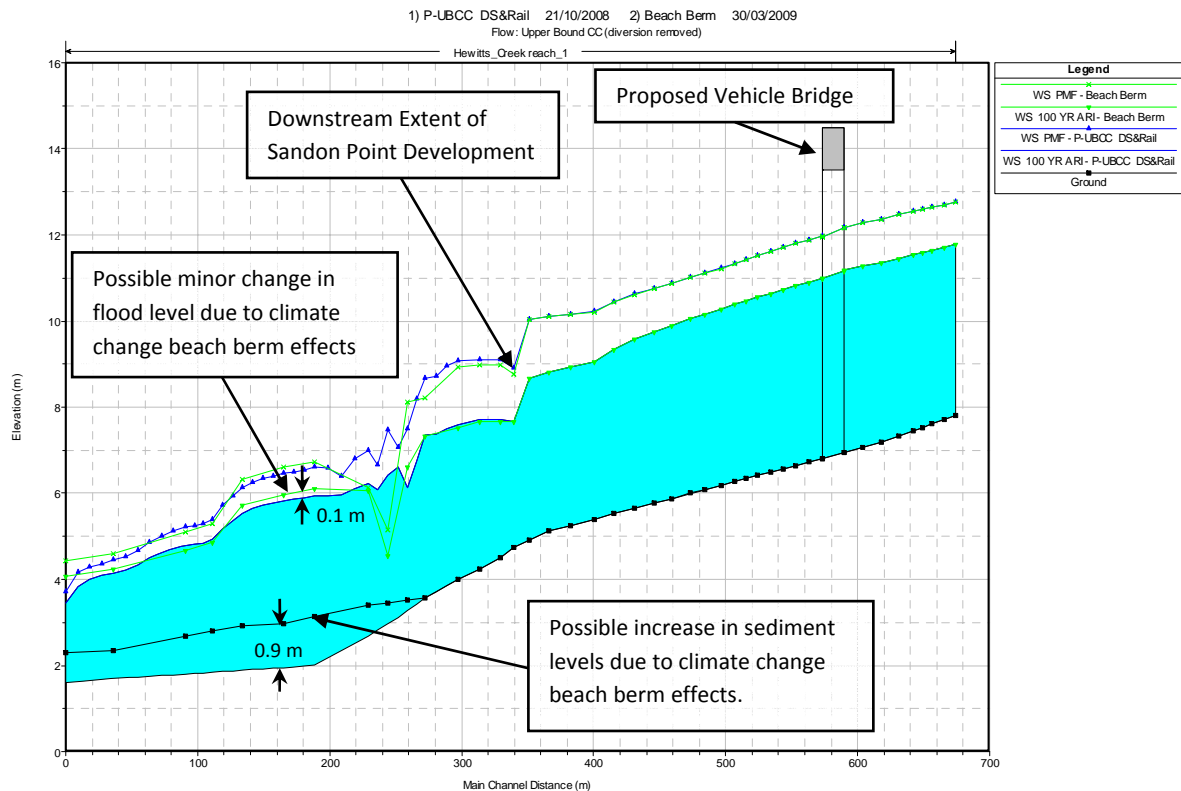 1) P-UBCC DS&Rail 21/10/2008 2) Beach Berm 30/03/2009
Flow: Upper Bound CC (diversion removed)
Hewitts_Creek reach_1
Legend
WS PMF - Beach Berm
WS 100 YR ARI - Beach Berm
WS PMF - P-UBCC DS&Rail
WS 100 YR ARI - P-UBCC DS&Rail
Ground
Proposed Vehicle Bridge
Downstream Extent of
Sandon Point Development
Possible minor change in
flood level due to climate
change beach berm effects
0.1 m
0.9 m
Possible increase in sediment
levels due to climate change
beach berm effects.
Elevation (m)
16
14
12
10
8
6
4
2
0
0 100 200 300 400 500 600 700
Main Channel Distance (m)